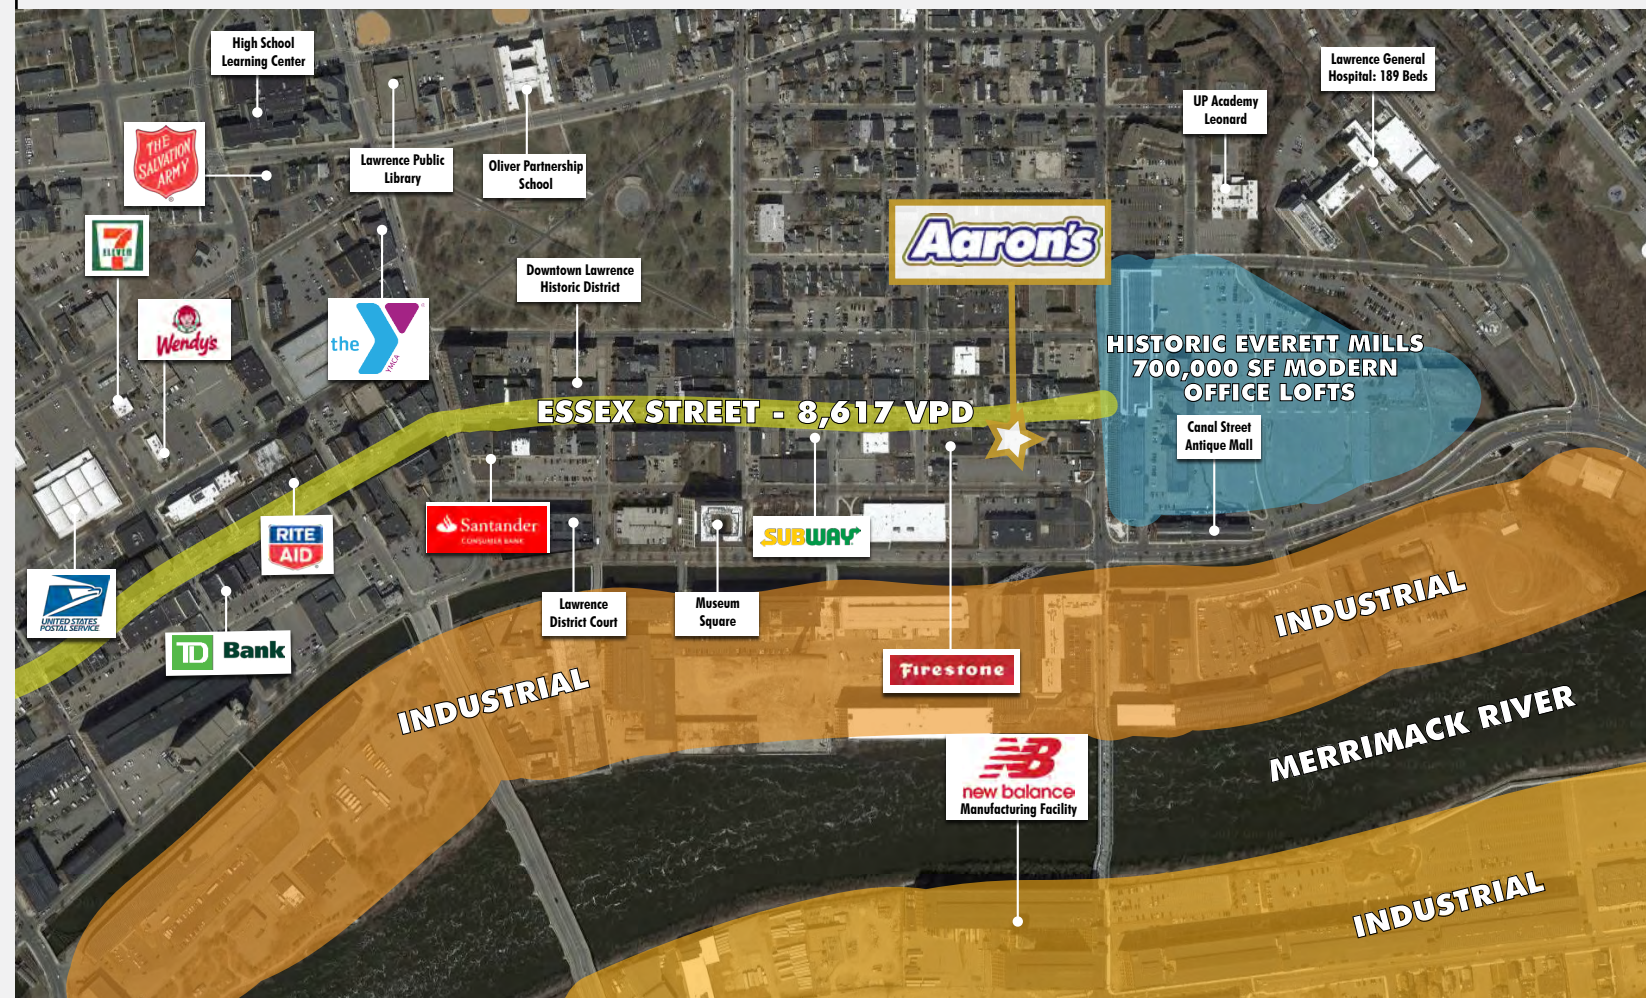 High School
Learning Center
Lawrence General
Hospital: 189 Beds
UP Academy
Leonard
THE
SALVATION
ARMY
Lawrence Public
Library
Oliver Partnership
School
7
ELEVEN
Aaron's
Downtown Lawrence
Historic District
Wendy's
the
YMCA
HISTORIC EVERETT MILLS
700,000 SF MODERN
OFFICE LOFTS
ESSEX STREET - 8,617 VPD
Canal Street
Antique Mall
Santander
CONSUMER BANK
SUBWAY
RITE
AID
UNITED STATES
POSTAL SERVICE
TD Bank
Lawrence
District Court
Museum
Square
Firestone
INDUSTRIAL
INDUSTRIAL
MERRIMACK RIVER
NB
new balance
Manufacturing Facility
INDUSTRIAL